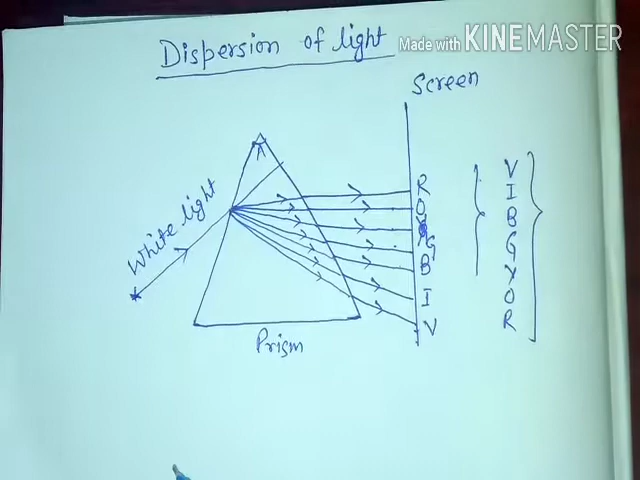 Dispersion of light
Made with KINEMASTER
Screen
White light
A
R
O
G
B
I
V
Prism
V
I
B
G
Y
O
R